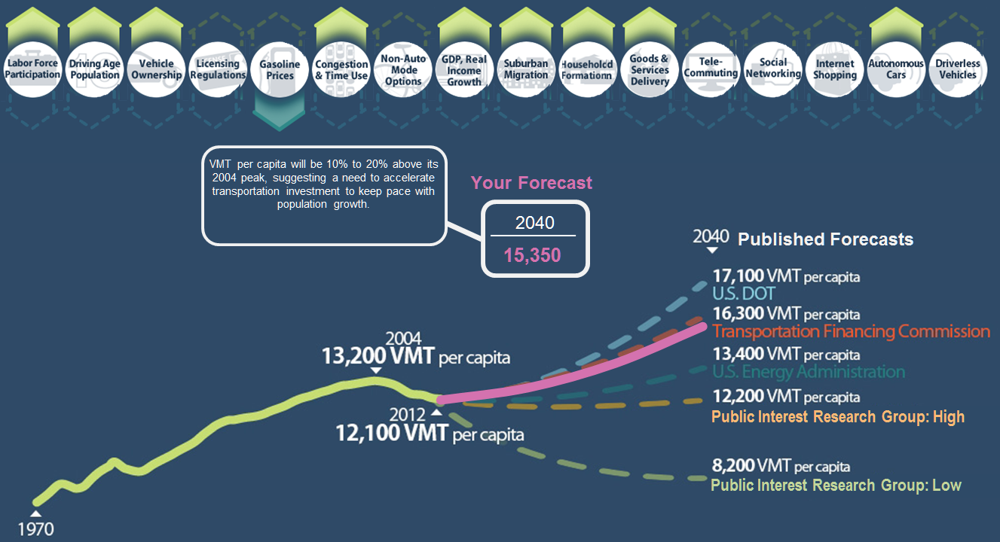 Labor Force
Participation
Driving Age
Population
Vehicle
Ownership
Licensing
Regulations
Gasoline
Prices
Congestion
& Time Use
Non-Auto
Mode
Options
GDP, Real
Income
Growth
Suburban
Migration
Householcd
Formationn
Goods &
Services
Delivery
Tele-
Commuting
Social
Networking
Internet
Shopping
Autonomous
Cars
Driverless
Vehicles
VMT per capita will be 10% to 20% above its
2004 peak, suggesting a need to accelerate
transportation investment to keep pace with
population growth.
Your Forecast
2040
15,350
2040 Published Forecasts
17,100 VMT per capita
U.S. DOT
16,300 VMT per capita
Transportation Financing Commission
13,400 VMT per capita
U.S. Energy Administration
12,200 VMT per capita
Public Interest Research Group: High
8,200 VMT per capita
Public Interest Research Group: Low
2004
13,200 VMT per capita
2012
12,100 VMT per capita
1970